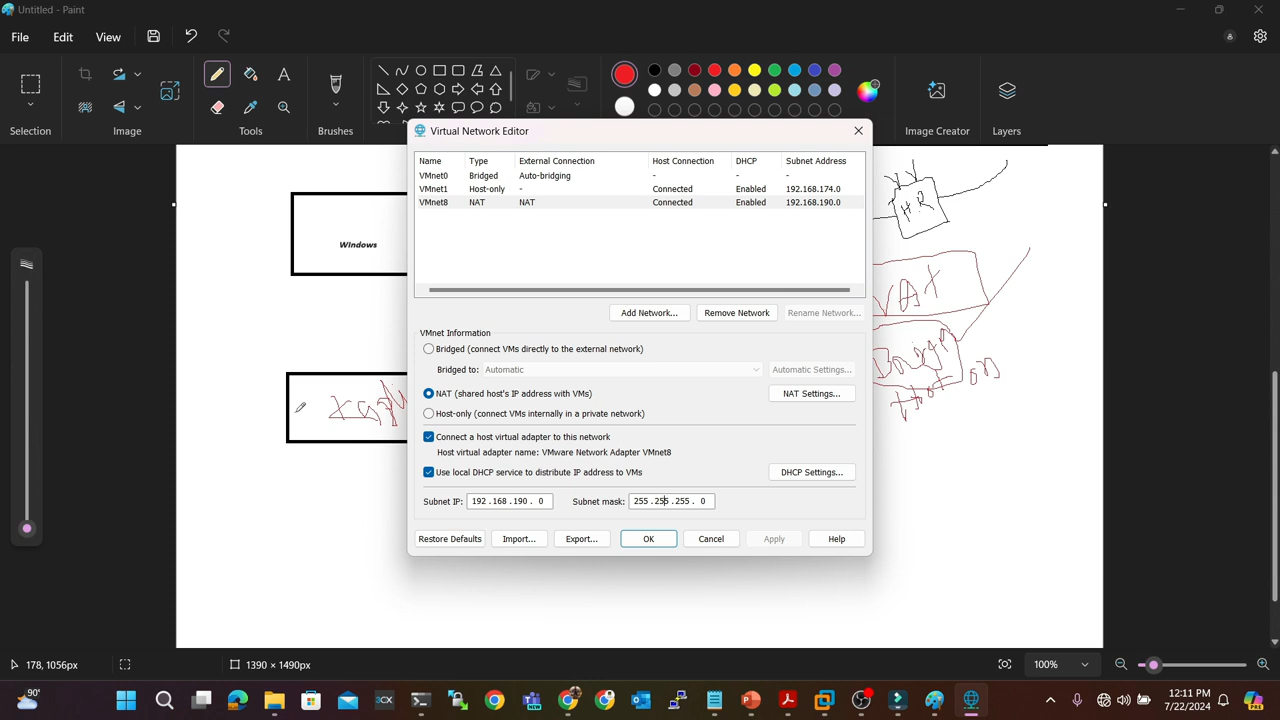 Untitled - Paint
File Edit View
Selection Image Tools Brushes Image Creator Layers
Virtual Network Editor
Name Type External Connection Host Connection DHCP Subnet Address
VMnet0 Bridged Auto-bridging - - -
VMnet1 Host-only - Connected Enabled 192.168.174.0
VMnet8 NAT NAT Connected Enabled 192.168.190.0
H.R
Windows
NAT
Add Network... Remove Network Rename Network...
VMnet Information
Bridged (connect VMs directly to the external network)
Bridged to: Automatic Automatic Settings...
NAT (shared host's IP address with VMs) NAT Settings...
Host-only (connect VMs internally in a private network)
Connect a host virtual adapter to this network
Host virtual adapter name: VMware Network Adapter VMnet8
Use local DHCP service to distribute IP address to VMs DHCP Settings...
Subnet IP: 192 . 168 . 190 . 0 Subnet mask: 255 . 255 . 255 . 0
Restore Defaults Import... Export... OK Cancel Apply Help
178, 1056px 1390 × 1490px 100%
90° 12:11 PM
7/22/2024